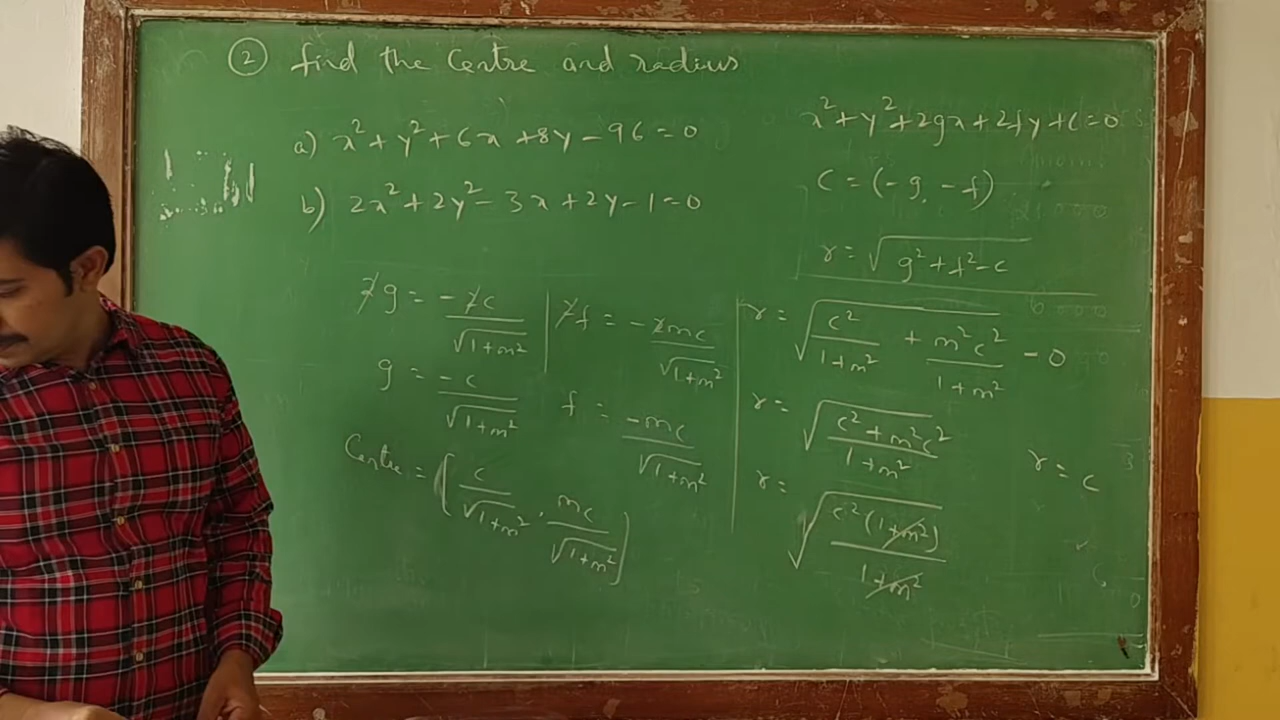 ② find the Centre and radius
a) x²+y²+6x+8y-96=0
b) 2x²+2y²-3x+2y-1=0
x²+y²+2gx+2fy+c=0
C=(-g,-f)
r=√(g²+f²-c)
2g = -2c/√(1+m²)
g = -c/√(1+m²)
2f = -2mc/√(1+m²)
f = -mc/√(1+m²)
Centre = (c/√(1+m²), mc/√(1+m²))
r = √(c²/(1+m²) + m²c²/(1+m²) - 0)
r = √((c²+m²c²)/(1+m²))
r = √(c²(1+m²)/(1+m²))
r = c